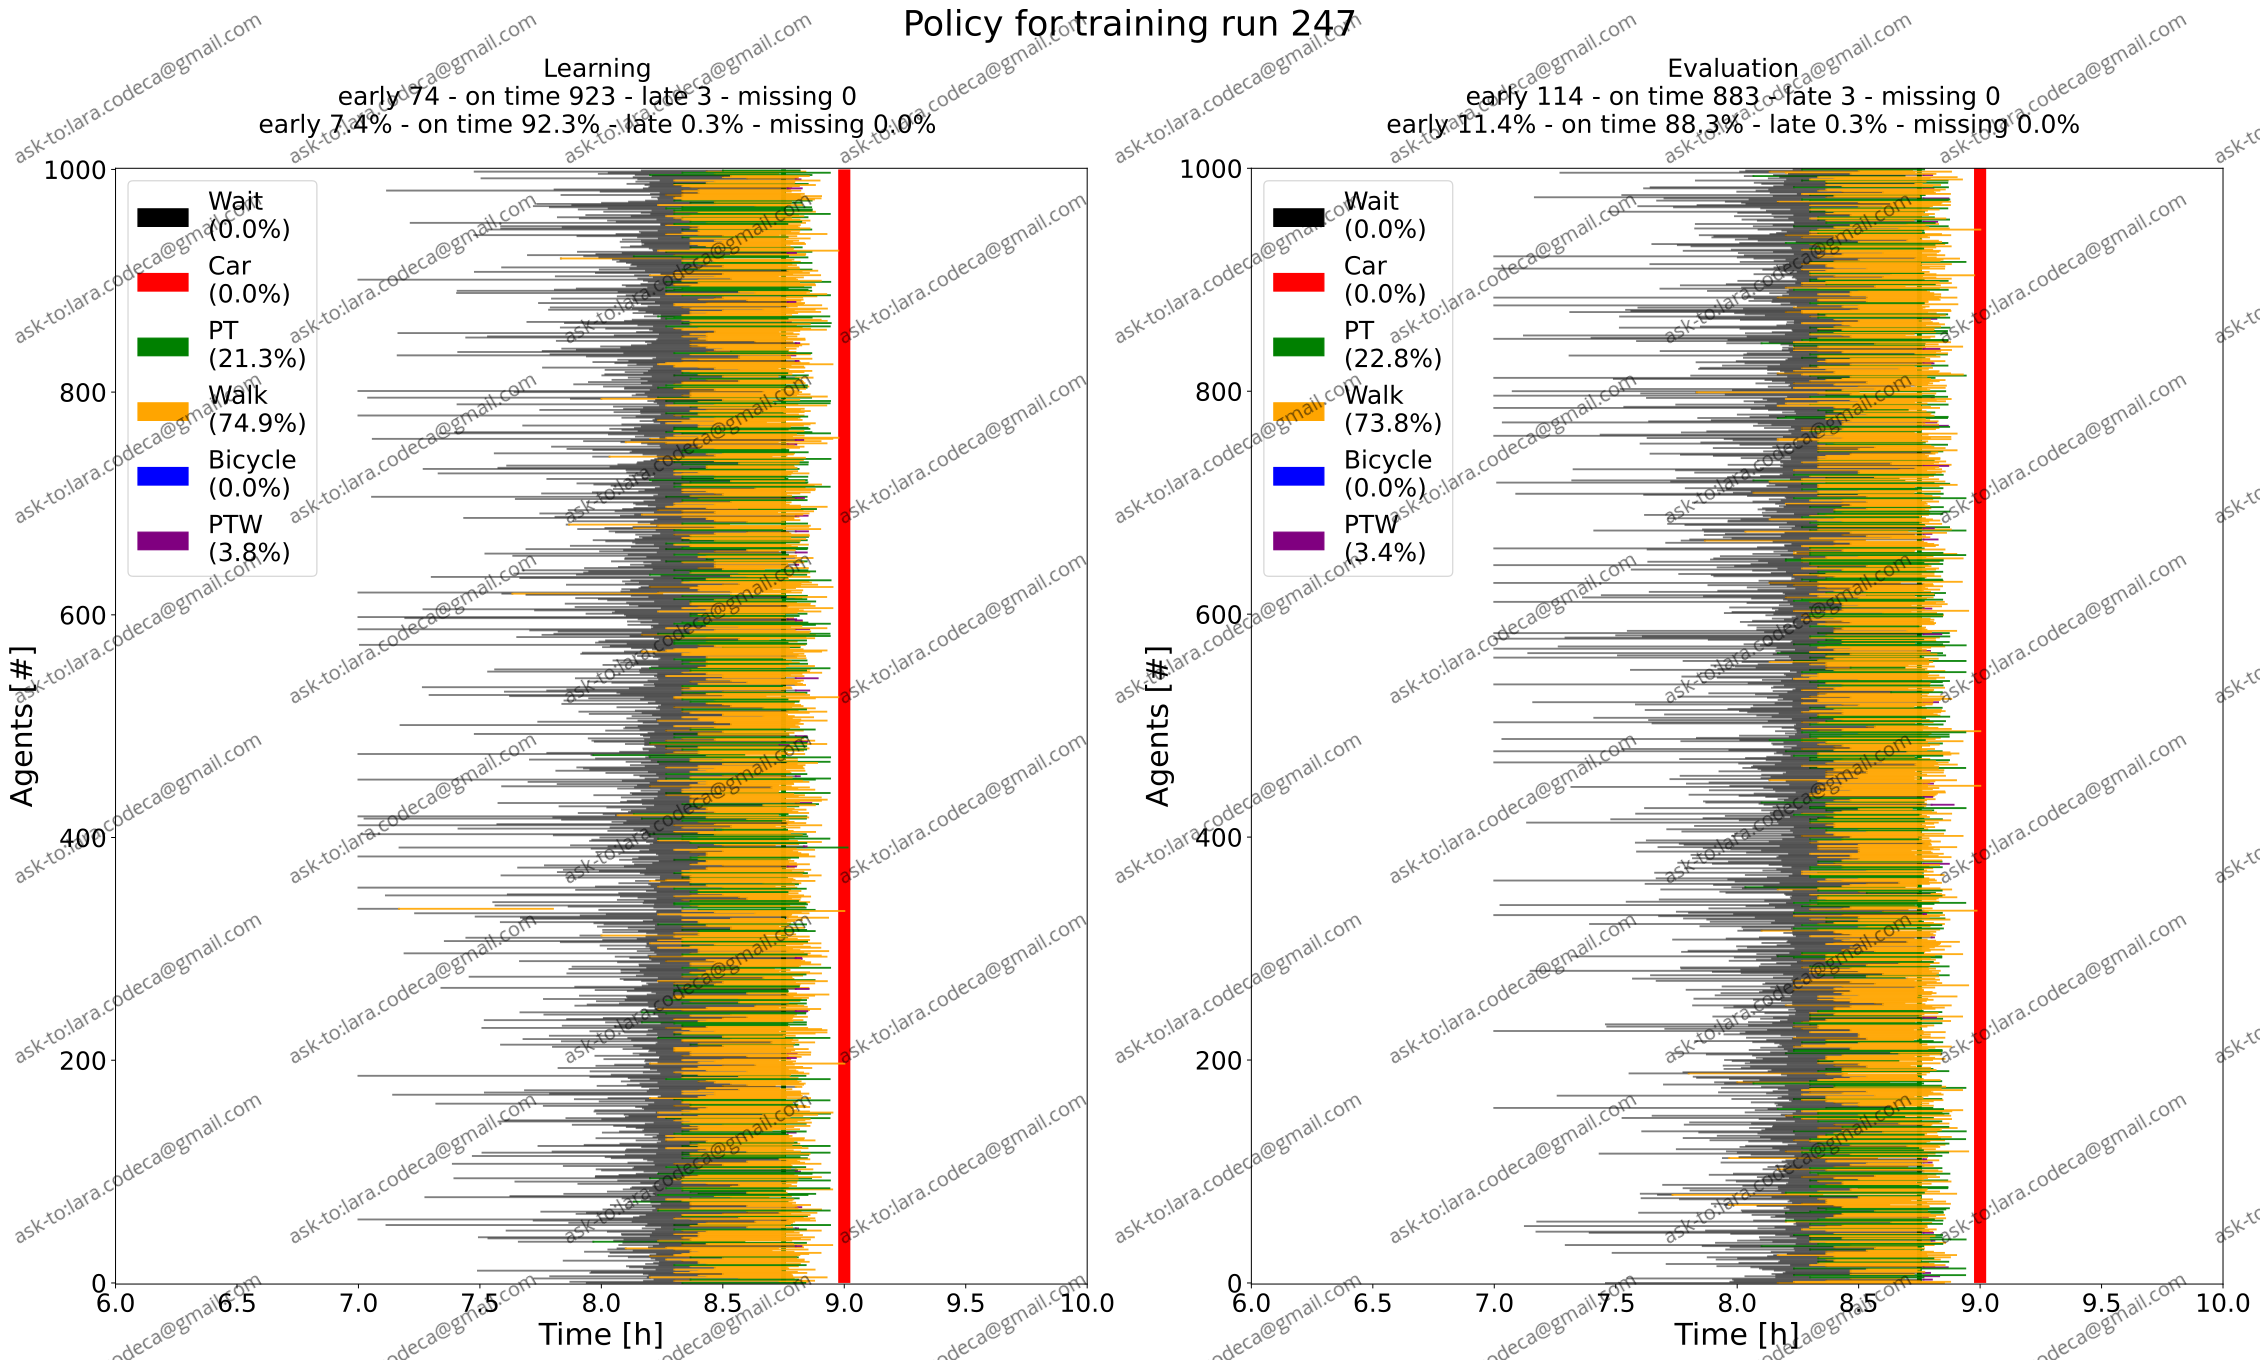 Policy for training run 247
Learning
early 74 - on time 923 - late 3 - missing 0
early 7.4% - on time 92.3% - late 0.3% - missing 0.0%
Wait
(0.0%)
Car
(0.0%)
PT
(21.3%)
Walk
(74.9%)
Bicycle
(0.0%)
PTW
(3.8%)
1000
800
600
400
200
0
Agents [#]
6.0 6.5 7.0 7.5 8.0 8.5 9.0 9.5 10.0
Time [h]
Evaluation
early 114 - on time 883 - late 3 - missing 0
early 11.4% - on time 88.3% - late 0.3% - missing 0.0%
Wait
(0.0%)
Car
(0.0%)
PT
(22.8%)
Walk
(73.8%)
Bicycle
(0.0%)
PTW
(3.4%)
1000
800
600
400
200
0
Agents [#]
6.0 6.5 7.0 7.5 8.0 8.5 9.0 9.5 10.0
Time [h]
ask-to:lara.codeca@gmail.com